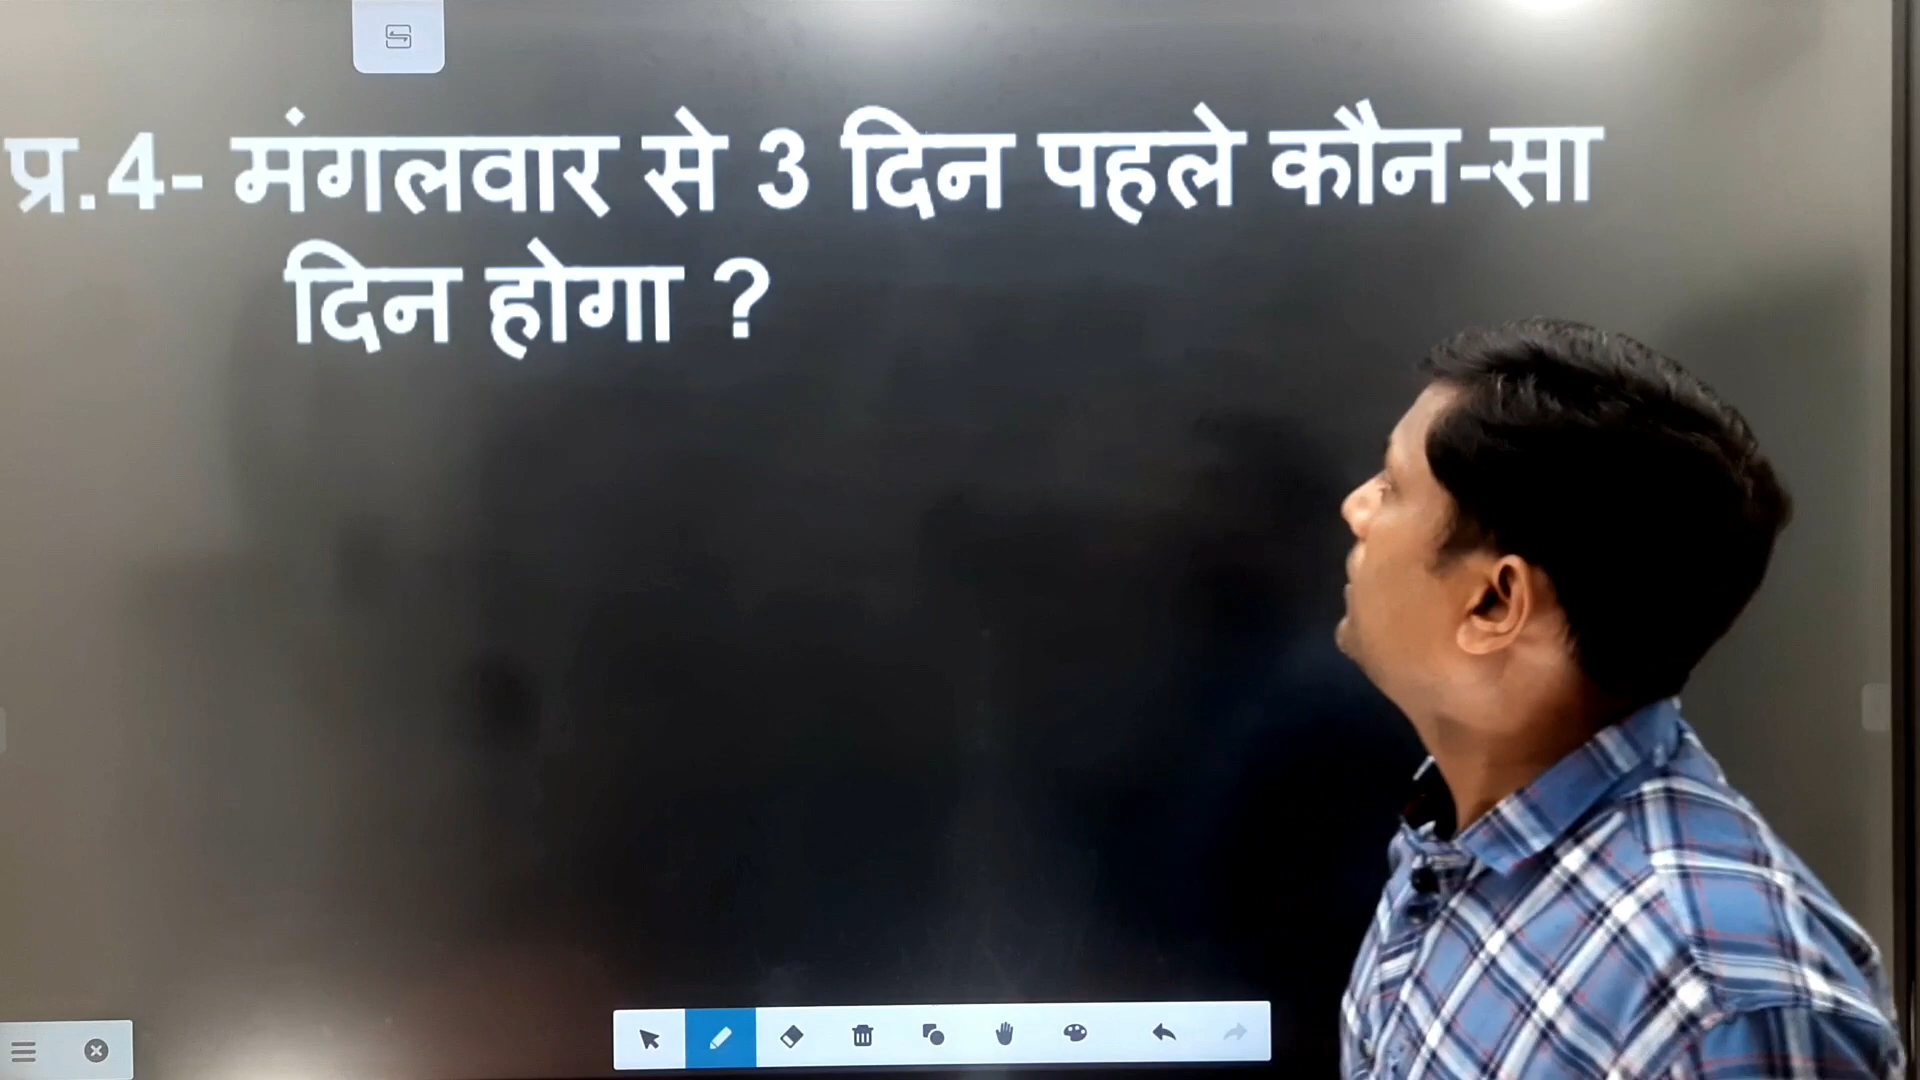 प्र.4- मंगलवार से 3 दिन पहले कौन-सा
दिन होगा ?